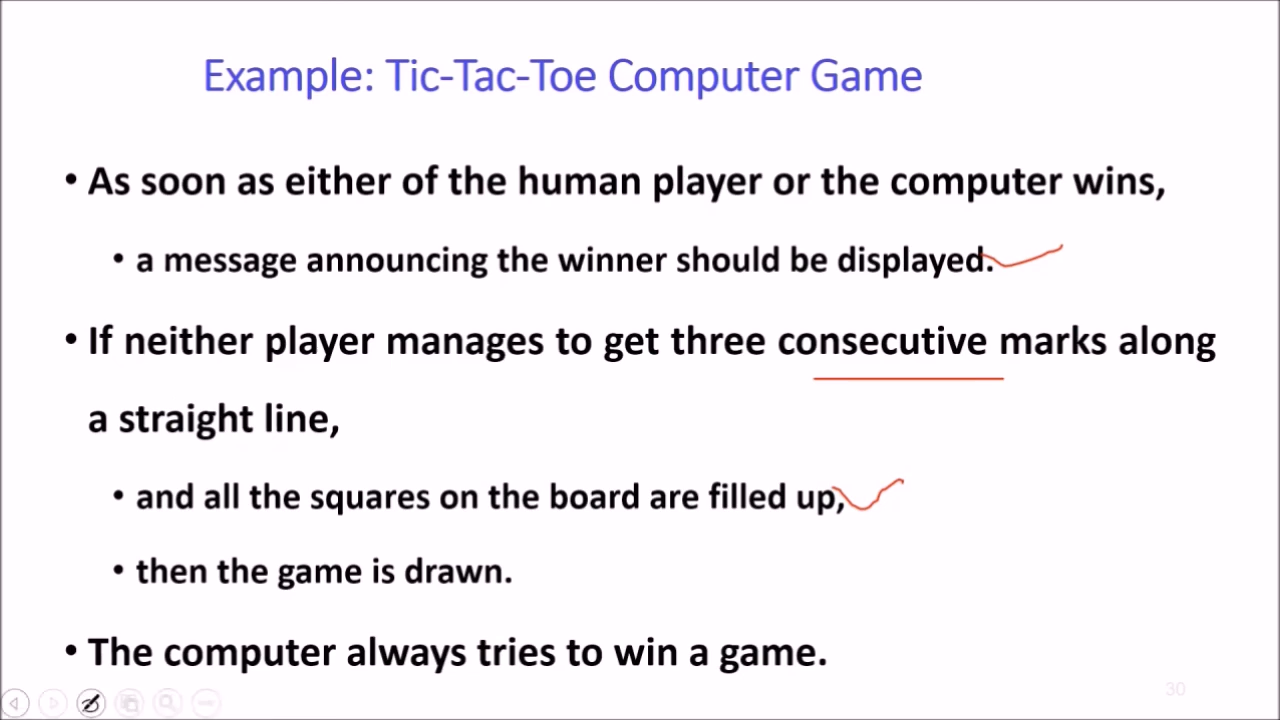 Example: Tic-Tac-Toe Computer Game
• As soon as either of the human player or the computer wins,
• a message announcing the winner should be displayed.
• If neither player manages to get three consecutive marks along
a straight line,
• and all the squares on the board are filled up,
• then the game is drawn.
• The computer always tries to win a game.
30